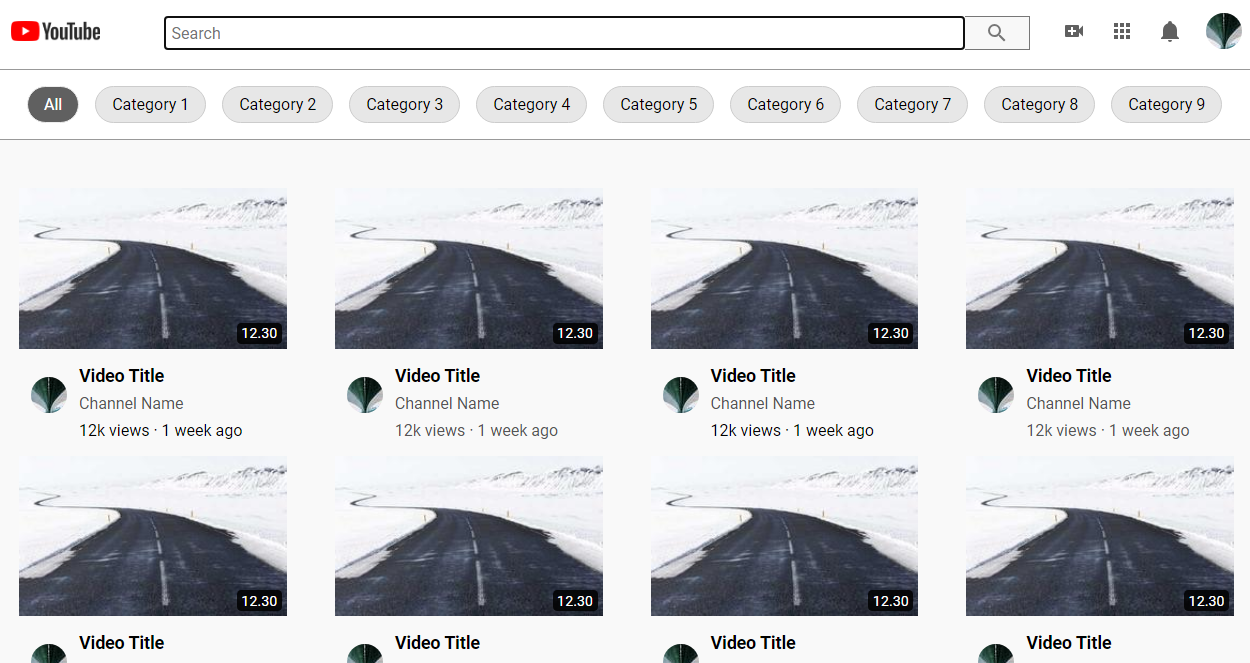 YouTube
Search
All Category 1 Category 2 Category 3 Category 4 Category 5 Category 6 Category 7 Category 8 Category 9
12.30 12.30 12.30 12.30
Video Title Video Title Video Title Video Title
Channel Name Channel Name Channel Name Channel Name
12k views · 1 week ago 12k views · 1 week ago 12k views · 1 week ago 12k views · 1 week ago
12.30 12.30 12.30 12.30
Video Title Video Title Video Title Video Title